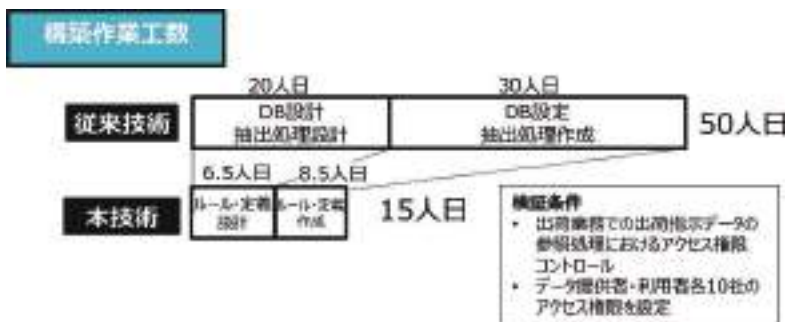 構築作業工数
20人日
30人日
従来技術
DB設計
抽出処理設計
DB設定
抽出処理作成
50人日
6.5人日
8.5人日
本技術
ルール・定義
設計
ルール・定義
作成
15人日
検証条件
• 出荷業務での出荷指示データの
参照処理におけるアクセス権限
コントロール
• データ提供者・利用者各10社の
アクセス権限を設定